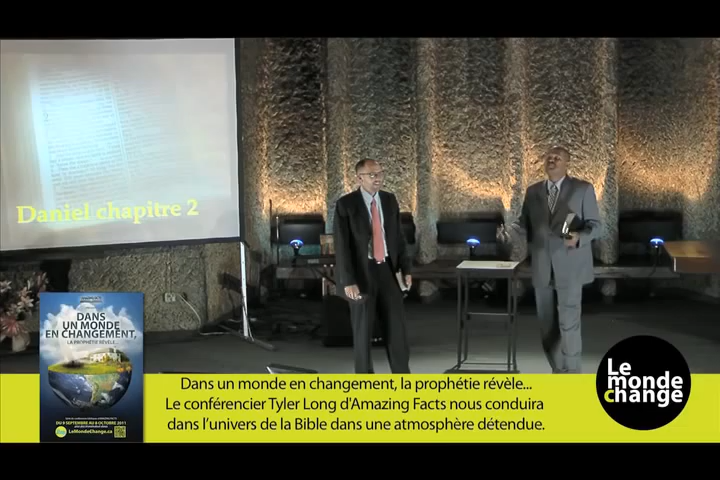 Daniel chapitre 2
DANS
UN MONDE
EN CHANGEMENT,
LA PROPHÉTIE RÉVÈLE...
DU 9 SEPTEMBRE AU 8 OCTOBRE 2011
LeMondeChange.ca
Dans un monde en changement, la prophétie révèle...
Le conférencier Tyler Long d'Amazing Facts nous conduira
dans l'univers de la Bible dans une atmosphère détendue.
Le
monde
change